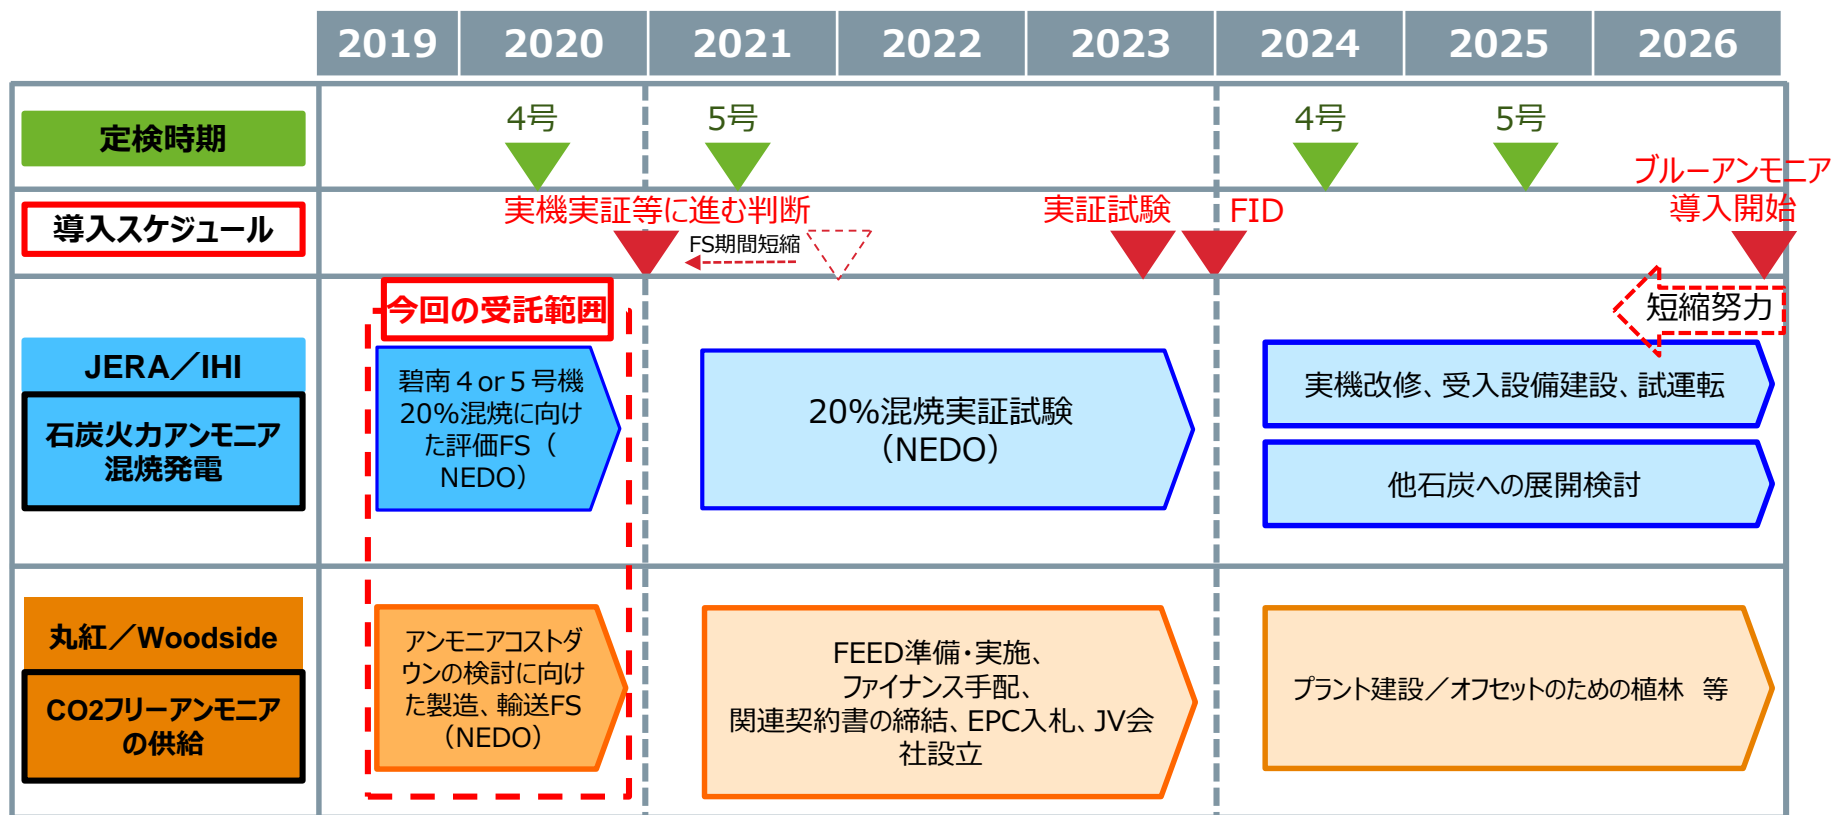 2019 2020 2021 2022 2023 2024 2025 2026
定検時期
4号
5号
4号
5号
導入スケジュール
実機実証等に進む判断
FS期間短縮
実証試験
FID
ブルーアンモニア
導入開始
短縮努力
今回の受託範囲
JERA／IHI
石炭火力アンモニア
混焼発電
碧南４or５号機
20%混焼に向け
た評価FS（
NEDO）
20%混焼実証試験
（NEDO）
実機改修、受入設備建設、試運転
他石炭への展開検討
丸紅／Woodside
CO2フリーアンモニア
の供給
アンモニアコストダ
ウンの検討に向け
た製造、輸送FS
（NEDO）
FEED準備・実施、
ファイナンス手配、
関連契約書の締結、EPC入札、JV会
社設立
プラント建設／オフセットのための植林　等